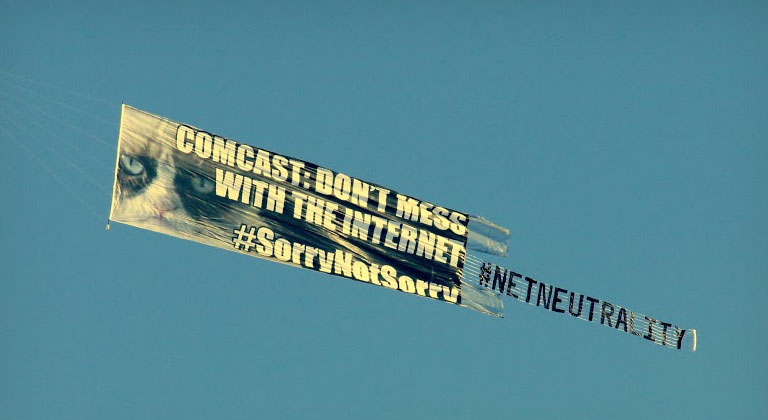 COMCAST: DON'T MESS
WITH THE INTERNET
#SorryNotSorry
#NETNEUTRALITY